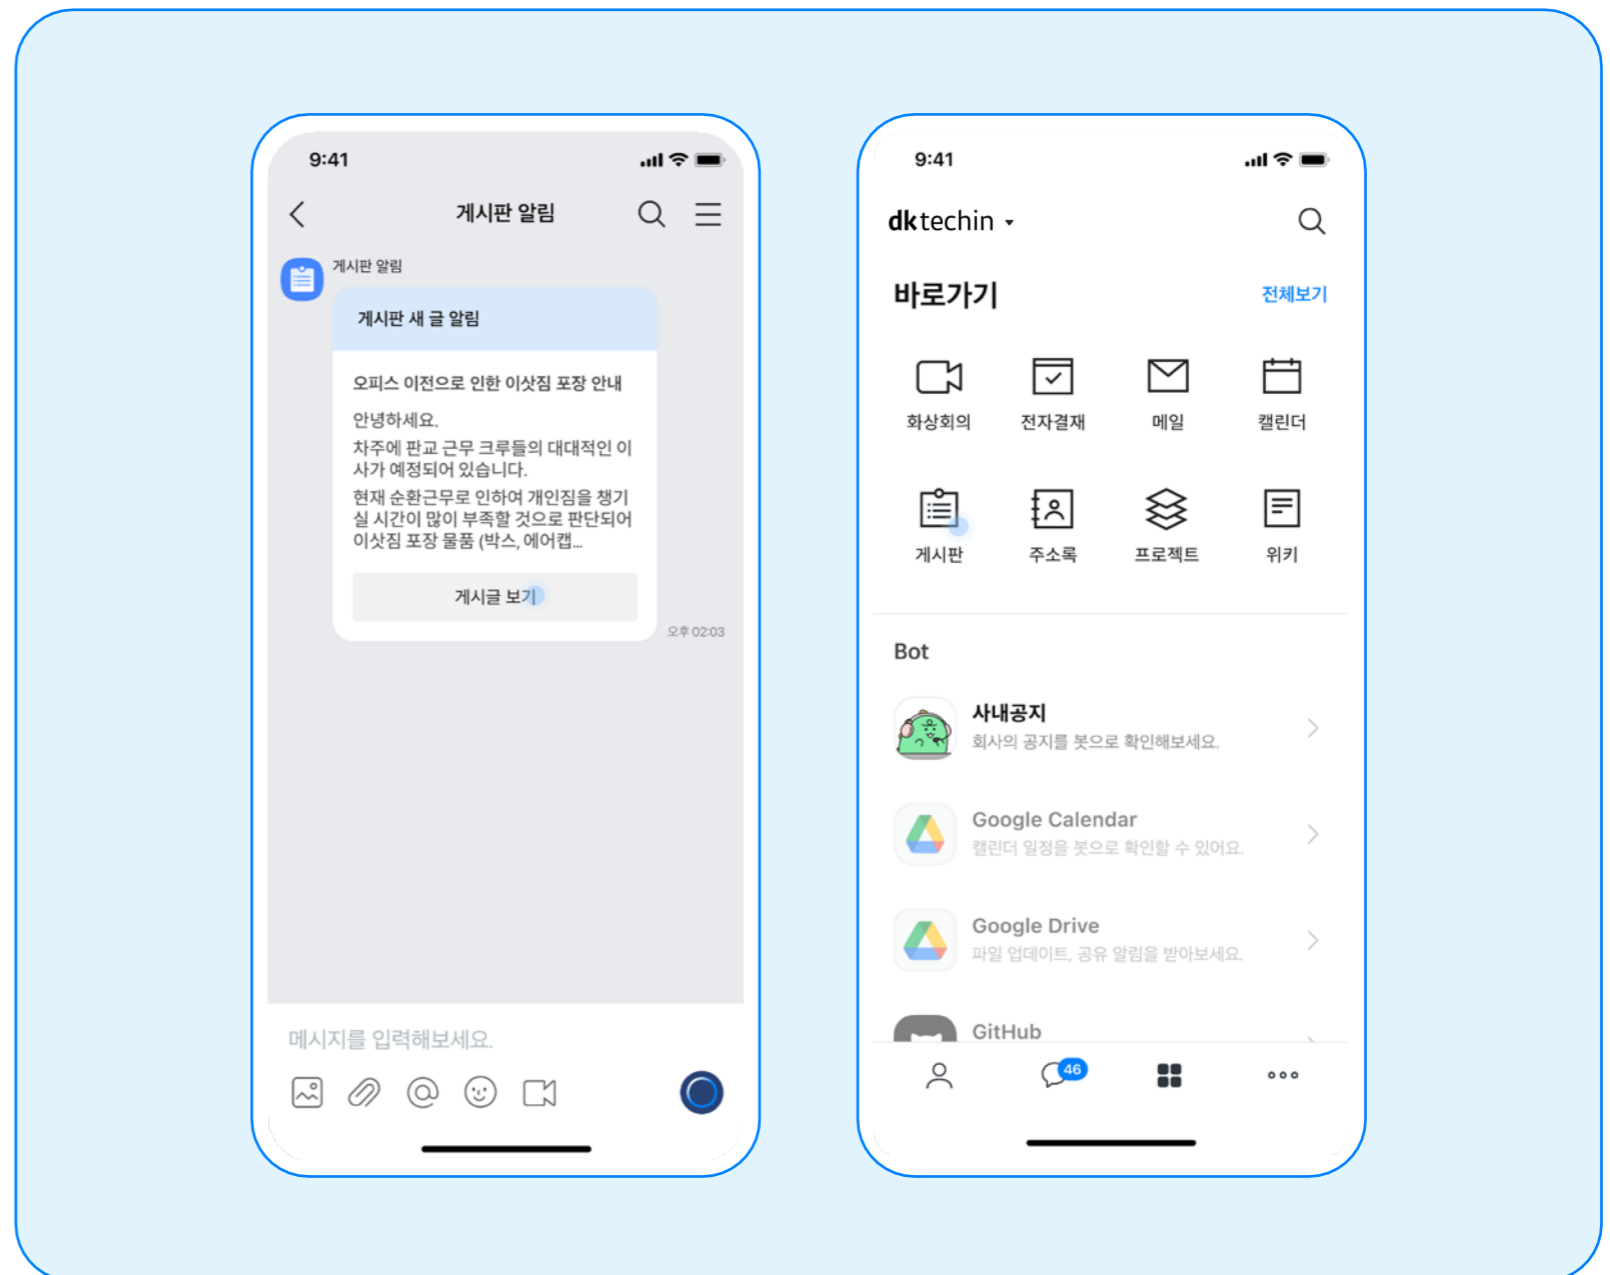 9:41
게시판 알림
게시판 알림
게시판 새 글 알림
오피스 이전으로 인한 이삿짐 포장 안내
안녕하세요.
차주에 판교 근무 크루들의 대대적인 이
사가 예정되어 있습니다.
현재 순환근무로 인하여 개인짐을 챙기
실 시간이 많이 부족할 것으로 판단되어
이삿짐 포장 물품 (박스, 에어캡...
게시글 보기
오후 02:03
메시지를 입력해보세요.
9:41
dktechin
바로가기 전체보기
화상회의 전자결재 메일 캘린더
게시판 주소록 프로젝트 위키
Bot
사내공지
회사의 공지를 봇으로 확인해보세요.
Google Calendar
캘린더 일정을 봇으로 확인할 수 있어요.
Google Drive
파일 업데이트, 공유 알림을 받아보세요.
GitHub
46